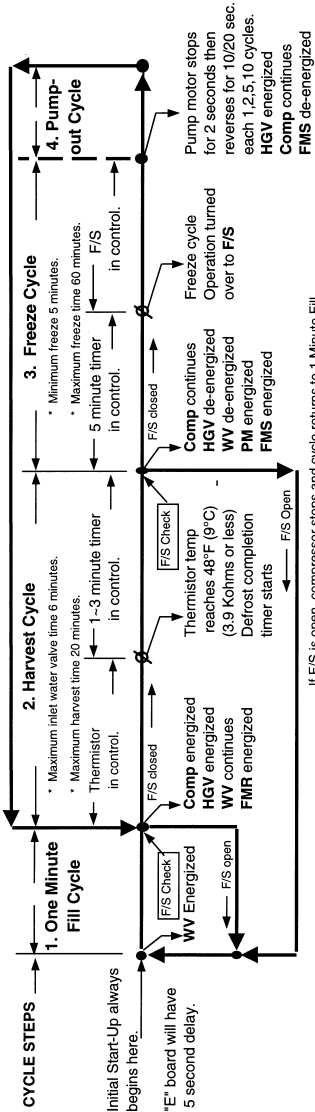 CYCLE STEPS
1. One Minute
Fill Cycle
2. Harvest Cycle
* Maximum inlet water valve time 6 minutes.
* Maximum harvest time 20 minutes.
3. Freeze Cycle
* Minimum freeze 5 minutes.
* Maximum freeze time 60 minutes.
4. Pump-
out Cycle
Thermistor
in control.
1~3 minute timer
in control.
5 minute timer
in control.
F/S
in control.
Initial Start-Up always
begins here.
"E" board will have
5 second delay.
F/S Check
F/S closed
F/S Check
F/S closed
WV Energized
F/S open
Comp energized
HGV energized
WV continues
FMR energized
Thermistor temp
reaches 48°F (9°C)
(3.9 Kohms or less)
Defrost completion
timer starts
Comp continues
HGV de-energized
WV de-energized
PM energized
FMS energized
Freeze cycle
Operation turned
over to F/S
Pump motor stops
for 2 seconds then
reverses for 10/20 sec.
each 1,2,5,10 cycles.
HGV energized
Comp continues
FMS de-energized
F/S Open
If F/S is open, compressor stops and cycle returns to 1 Minute Fill